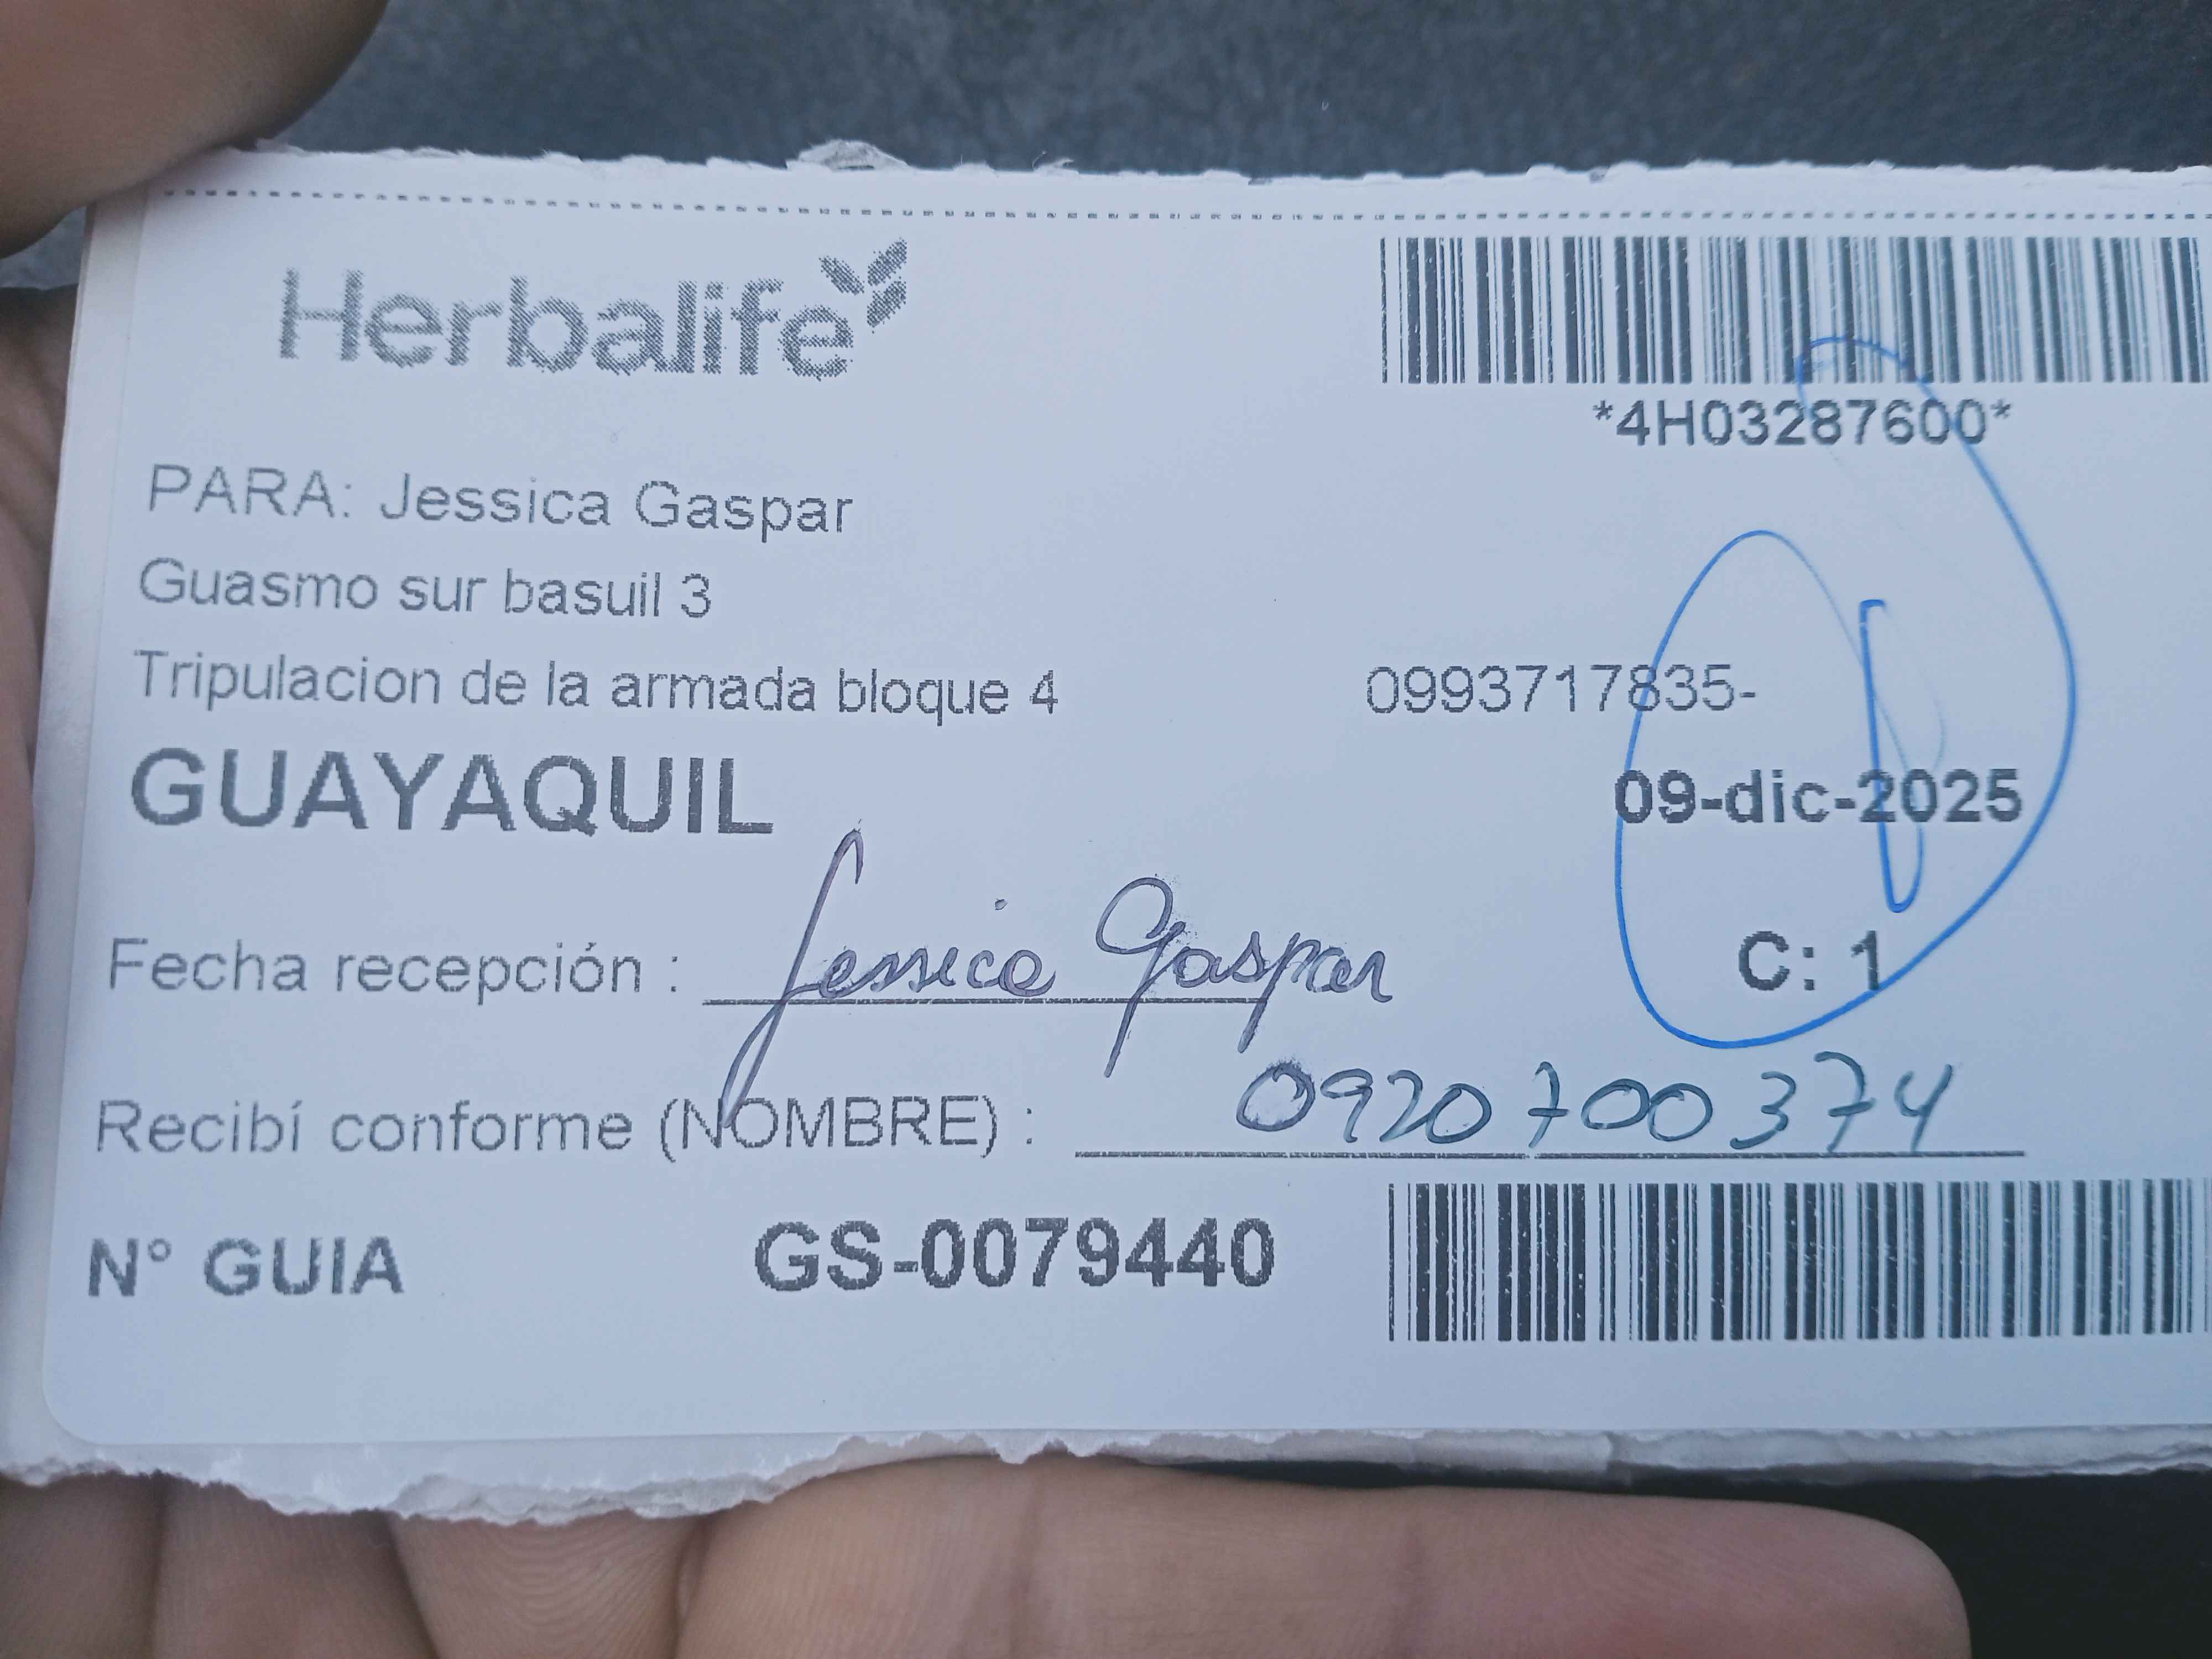 Herbalife
*4H03287600*
PARA: Jessica Gaspar
Guasmo sur basuil 3
Tripulacion de la armada bloque 4 0993717835-
GUAYAQUIL 09-dic-2025
C: 1
Fecha recepción : Jessica Gaspar
Recibí conforme (NOMBRE) : 0920700374
N° GUIA GS-0079440